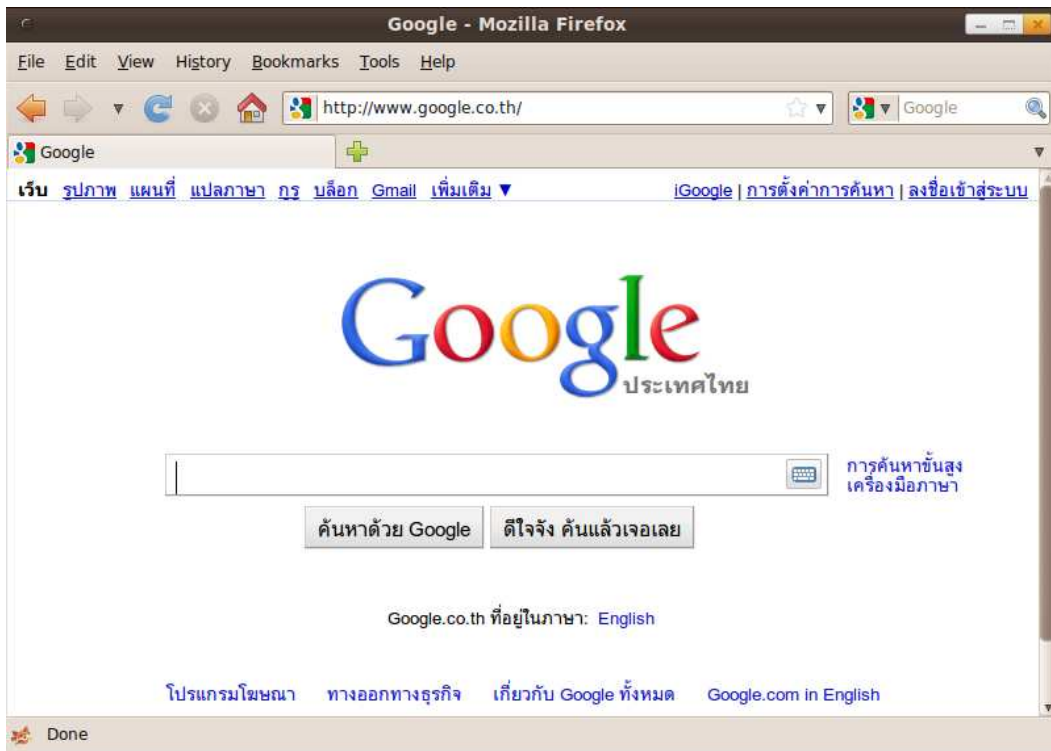 Google - Mozilla Firefox
File Edit View History Bookmarks Tools Help
http://www.google.co.th/ Google
Google
เว็บ รูปภาพ แผนที่ แปลภาษา กูรู บล็อก Gmail เพิ่มเติม ▼ iGoogle | การตั้งค่าการค้นหา | ลงชื่อเข้าสู่ระบบ
Google
ประเทศไทย
การค้นหาขั้นสูง
เครื่องมือภาษา
ค้นหาด้วย Google ดีใจจัง ค้นแล้วเจอเลย
Google.co.th ที่อยู่ในภาษา: English
โปรแกรมโฆษณา ทางออกทางธุรกิจ เกี่ยวกับ Google ทั้งหมด Google.com in English
Done